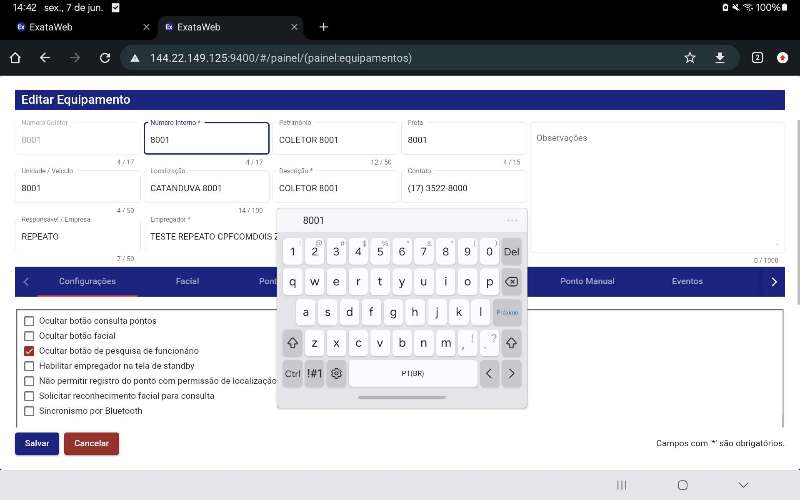 14:42 sex., 7 de jun. 100%
ExataWeb
ExataWeb
144.22.149.125:9400/#/painel/(painel:equipamentos) 2
Editar Equipamento
Número Coletor Número Interno * Patrimônio Frota
8001 8001 COLETOR 8001 8001 Observações
4 / 17 4 / 17 12 / 50 4 / 15
Unidade / Veículo Localização Descrição * Contato
8001 CATANDUVA 8001 COLETOR 8001 (17) 3522-8000
4 / 50 14 / 100
Responsável / Empresa Empregador *
REPEATO TESTE REPEATO CPFCOMDOIS Z
7 / 50 0 / 1000
Configurações Facial Pont Ponto Manual Eventos
Ocultar botão consulta pontos
Ocultar botão facial
Ocultar botão de pesquisa de funcionário
Habilitar empregador na tela de standby
Não permitir registro do ponto com permissão de localização
Solicitar reconhecimento facial para consulta
Sincronismo por Bluetooth
Salvar Cancelar Campos com '*' são obrigatórios.
8001 ...
1 2 3 4 5 6 7 8 9 0 Del
q w e r t y u i o p
a s d f g h j k l Próximo
z x c v b n m , ! . ?
Ctrl !#1 PT(BR) < >